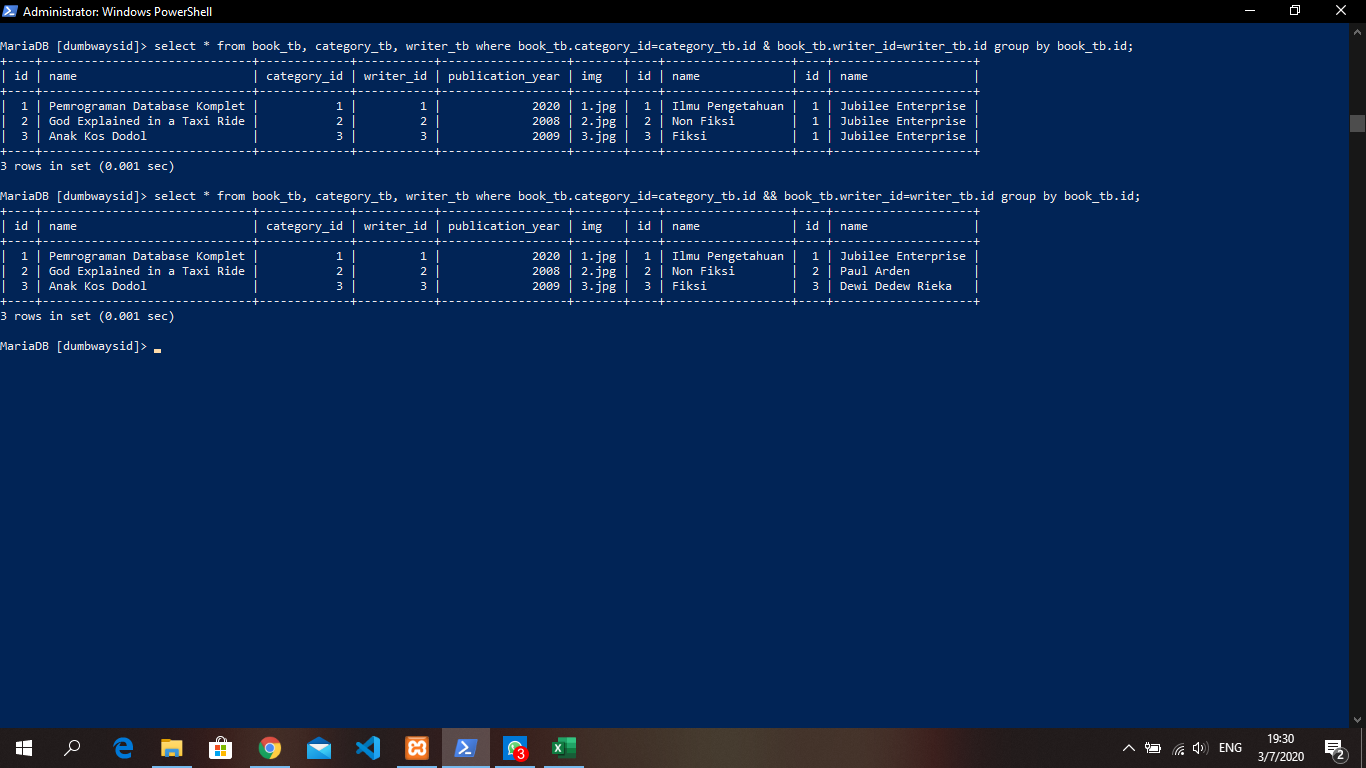 Administrator: Windows PowerShell
MariaDB [dumbwaysid]> select * from book_tb, category_tb, writer_tb where book_tb.category_id=category_tb.id & book_tb.writer_id=writer_tb.id group by book_tb.id;
+----+----------------------------+-------------+-----------+------------------+-------+----+------------------+----+--------------------+
| id | name | category_id | writer_id | publication_year | img | id | name | id | name |
+----+----------------------------+-------------+-----------+------------------+-------+----+------------------+----+--------------------+
| 1 | Pemrograman Database Komplet | 1 | 1 | 2020 | 1.jpg | 1 | Ilmu Pengetahuan | 1 | Jubilee Enterprise |
| 2 | God Explained in a Taxi Ride | 2 | 2 | 2008 | 2.jpg | 2 | Non Fiksi | 1 | Jubilee Enterprise |
| 3 | Anak Kos Dodol | 3 | 3 | 2009 | 3.jpg | 3 | Fiksi | 1 | Jubilee Enterprise |
+----+----------------------------+-------------+-----------+------------------+-------+----+------------------+----+--------------------+
3 rows in set (0.001 sec)
MariaDB [dumbwaysid]> select * from book_tb, category_tb, writer_tb where book_tb.category_id=category_tb.id && book_tb.writer_id=writer_tb.id group by book_tb.id;
+----+----------------------------+-------------+-----------+------------------+-------+----+------------------+----+--------------------+
| id | name | category_id | writer_id | publication_year | img | id | name | id | name |
+----+----------------------------+-------------+-----------+------------------+-------+----+------------------+----+--------------------+
| 1 | Pemrograman Database Komplet | 1 | 1 | 2020 | 1.jpg | 1 | Ilmu Pengetahuan | 1 | Jubilee Enterprise |
| 2 | God Explained in a Taxi Ride | 2 | 2 | 2008 | 2.jpg | 2 | Non Fiksi | 2 | Paul Arden |
| 3 | Anak Kos Dodol | 3 | 3 | 2009 | 3.jpg | 3 | Fiksi | 3 | Dewi Dedew Rieka |
+----+----------------------------+-------------+-----------+------------------+-------+----+------------------+----+--------------------+
3 rows in set (0.001 sec)
MariaDB [dumbwaysid]>
3
ENG
19:30
3/7/2020
2